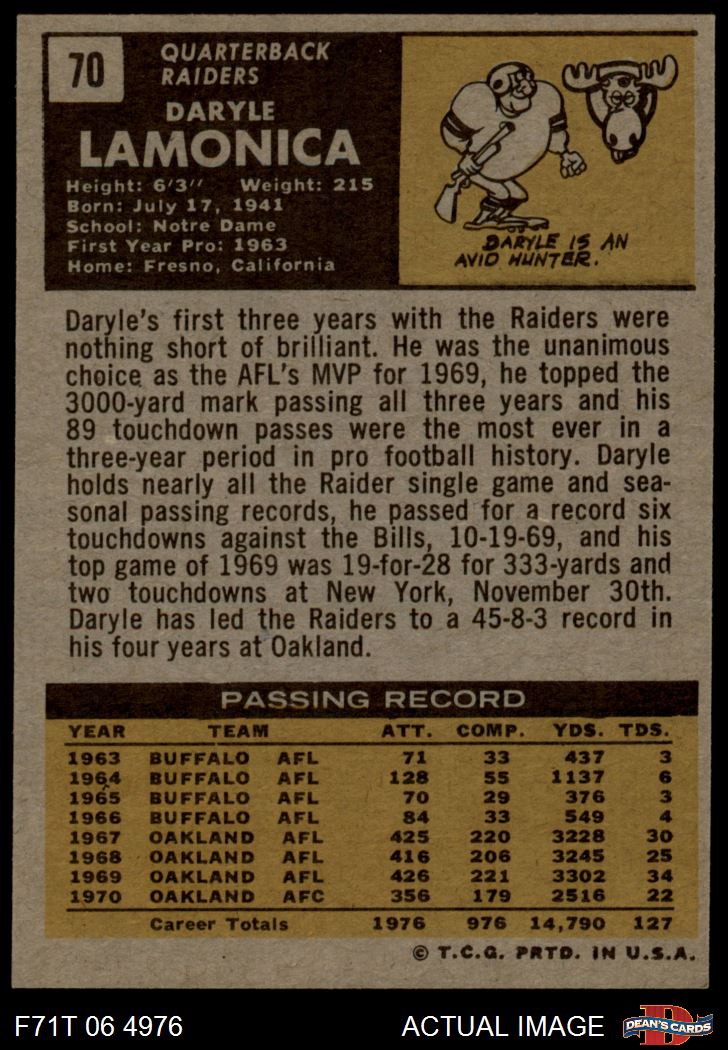 70
QUARTERBACK
RAIDERS
DARYLE
LAMONICA
Height: 6'3" Weight: 215
Born: July 17, 1941
School: Notre Dame
First Year Pro: 1963
Home: Fresno, California
DARYLE IS AN
AVID HUNTER.
Daryle's first three years with the Raiders were
nothing short of brilliant. He was the unanimous
choice as the AFL's MVP for 1969, he topped the
3000-yard mark passing all three years and his
89 touchdown passes were the most ever in a
three-year period in pro football history. Daryle
holds nearly all the Raider single game and sea-
sonal passing records, he passed for a record six
touchdowns against the Bills, 10-19-69, and his
top game of 1969 was 19-for-28 for 333-yards and
two touchdowns at New York, November 30th.
Daryle has led the Raiders to a 45-8-3 record in
his four years at Oakland.
PASSING RECORD
YEAR TEAM ATT. COMP. YDS. TDS.
1963 BUFFALO AFL 71 33 437 3
1964 BUFFALO AFL 128 55 1137 6
1965 BUFFALO AFL 70 29 376 3
1966 BUFFALO AFL 84 33 549 4
1967 OAKLAND AFL 425 220 3228 30
1968 OAKLAND AFL 416 206 3245 25
1969 OAKLAND AFL 426 221 3302 34
1970 OAKLAND AFC 356 179 2516 22
Career Totals 1976 976 14,790 127
© T.C.G. PRTD. IN U.S.A.
F71T 06 4976 ACTUAL IMAGE D DEAN'S CARDS